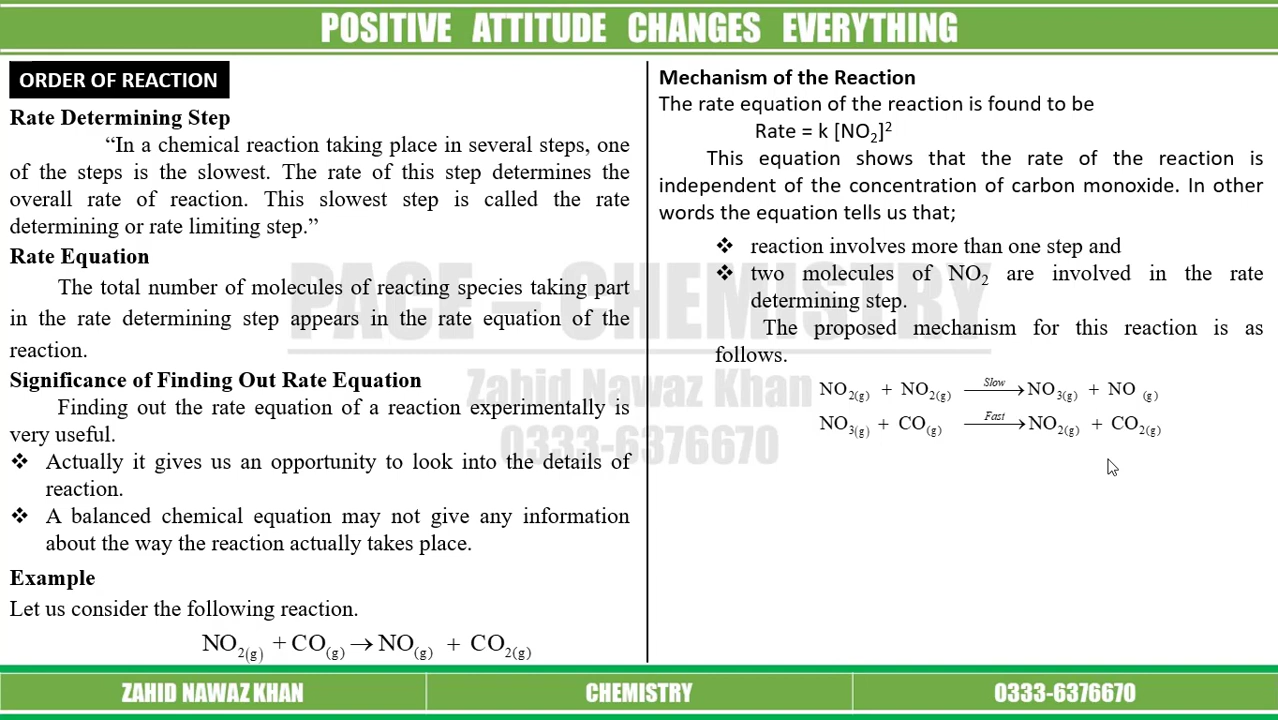 POSITIVE ATTITUDE CHANGES EVERYTHING
ORDER OF REACTION
Rate Determining Step
“In a chemical reaction taking place in several steps, one
of the steps is the slowest. The rate of this step determines the
overall rate of reaction. This slowest step is called the rate
determining or rate limiting step.”
Rate Equation
The total number of molecules of reacting species taking part
in the rate determining step appears in the rate equation of the
reaction.
Significance of Finding Out Rate Equation
Finding out the rate equation of a reaction experimentally is
very useful.
❖ Actually it gives us an opportunity to look into the details of
reaction.
❖ A balanced chemical equation may not give any information
about the way the reaction actually takes place.
Example
Let us consider the following reaction.
NO₂(g) + CO(g) → NO(g) + CO₂(g)
Mechanism of the Reaction
The rate equation of the reaction is found to be
Rate = k [NO₂]²
This equation shows that the rate of the reaction is
independent of the concentration of carbon monoxide. In other
words the equation tells us that;
❖ reaction involves more than one step and
❖ two molecules of NO₂ are involved in the rate
determining step.
The proposed mechanism for this reaction is as
follows.
NO₂(g) + NO₂(g) —Slow→ NO₃(g) + NO (g)
NO₃(g) + CO(g) —Fast→ NO₂(g) + CO₂(g)
PACE – CHEMISTRY
Zahid Nawaz Khan
0333-6376670
ZAHID NAWAZ KHAN
CHEMISTRY
0333-6376670